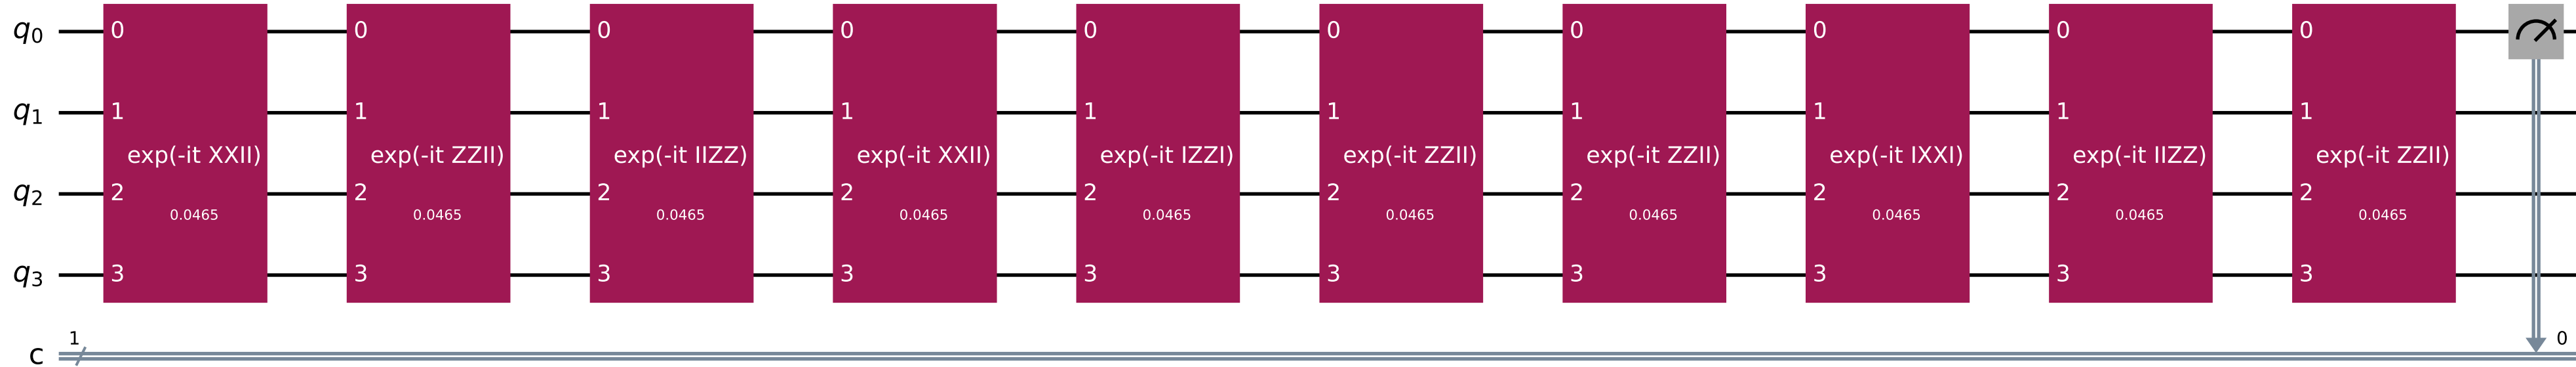 q0 0 0 0 0 0 0 0 0 0 0
q1 1 1 1 1 1 1 1 1 1 1
exp(-it XXII) exp(-it ZZII) exp(-it IIZZ) exp(-it XXII) exp(-it IZZI) exp(-it ZZII) exp(-it ZZII) exp(-it IXXI) exp(-it IIZZ) exp(-it ZZII)
q2 2 2 2 2 2 2 2 2 2 2
0.0465 0.0465 0.0465 0.0465 0.0465 0.0465 0.0465 0.0465 0.0465 0.0465
q3 3 3 3 3 3 3 3 3 3 3
1 0
c